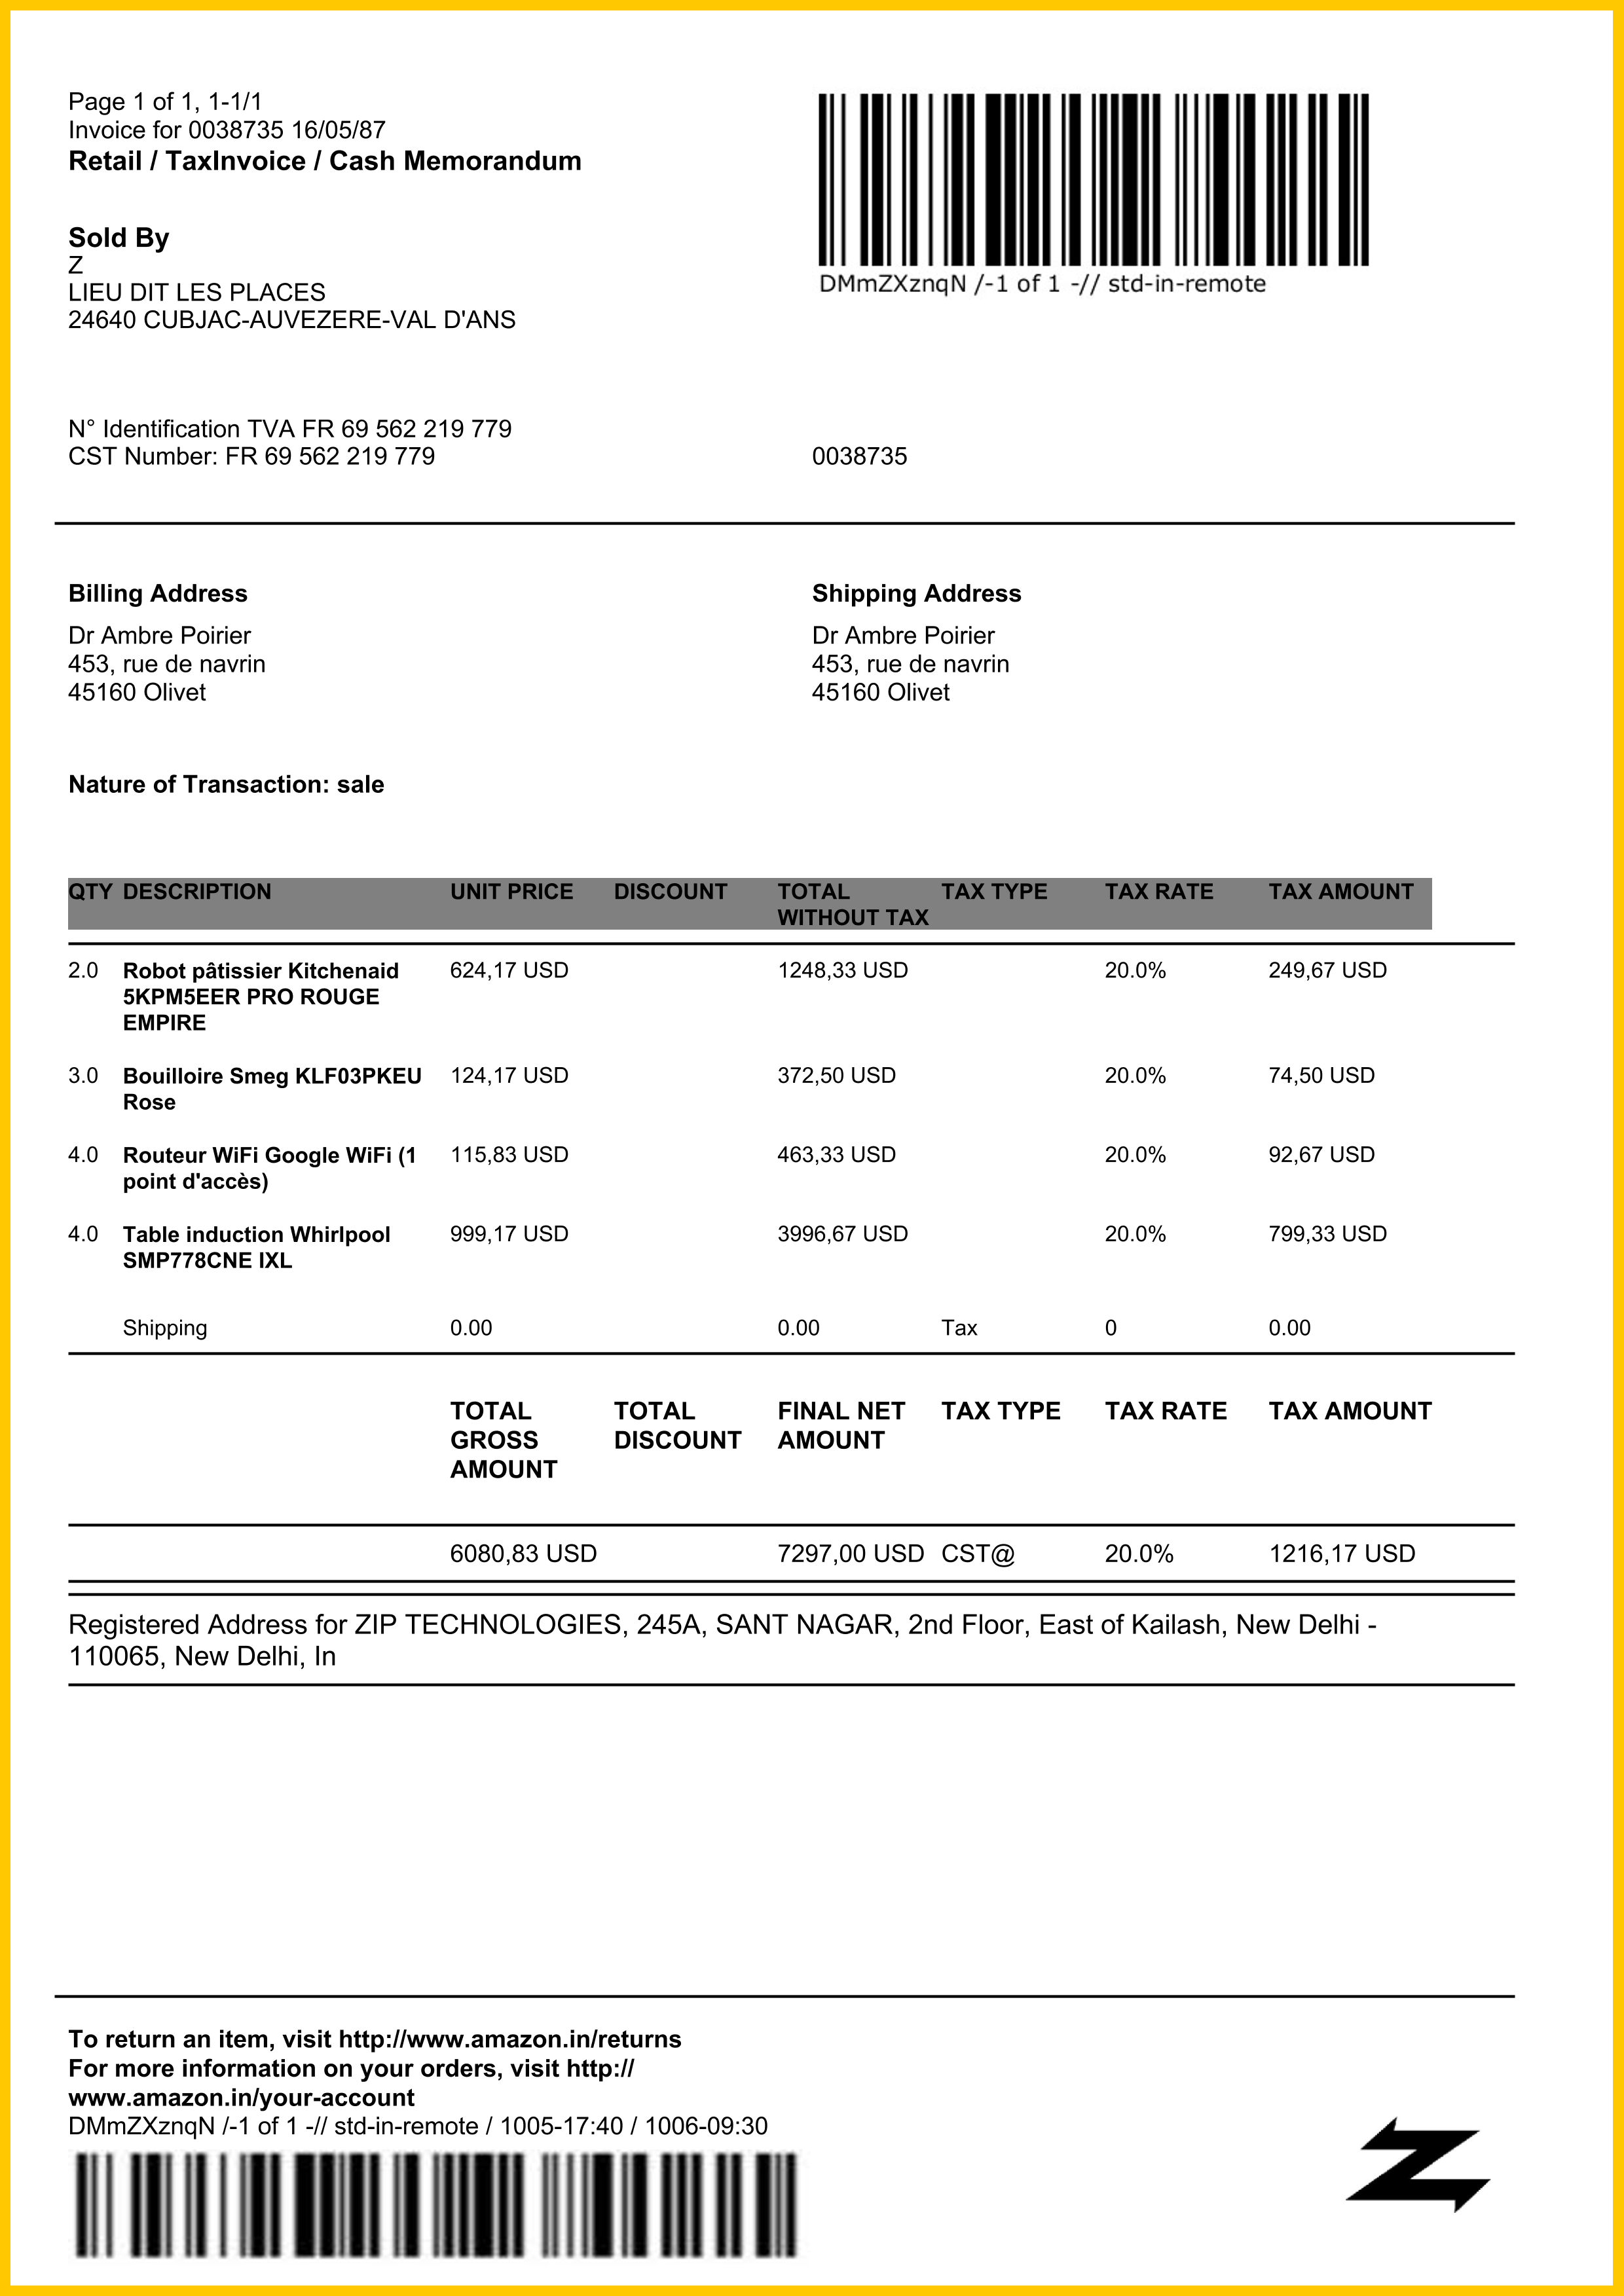 Page 1 of 1, 1-1/1
Invoice for 0038735 16/05/87
Retail / TaxInvoice / Cash Memorandum
DMmZXznqN /-1 of 1 -// std-in-remote
Sold By
Z
LIEU DIT LES PLACES
24640 CUBJAC-AUVEZERE-VAL D'ANS
N° Identification TVA FR 69 562 219 779
CST Number: FR 69 562 219 779
0038735
Billing Address
Dr Ambre Poirier
453, rue de navrin
45160 Olivet
Shipping Address
Dr Ambre Poirier
453, rue de navrin
45160 Olivet
Nature of Transaction: sale
QTY DESCRIPTION UNIT PRICE DISCOUNT TOTAL TAX TYPE TAX RATE TAX AMOUNT
WITHOUT TAX
2.0 Robot pâtissier Kitchenaid 624,17 USD 1248,33 USD 20.0% 249,67 USD
5KPM5EER PRO ROUGE
EMPIRE
3.0 Bouilloire Smeg KLF03PKEU 124,17 USD 372,50 USD 20.0% 74,50 USD
Rose
4.0 Routeur WiFi Google WiFi (1 115,83 USD 463,33 USD 20.0% 92,67 USD
point d'accès)
4.0 Table induction Whirlpool 999,17 USD 3996,67 USD 20.0% 799,33 USD
SMP778CNE IXL
Shipping 0.00 0.00 Tax 0 0.00
TOTAL TOTAL FINAL NET TAX TYPE TAX RATE TAX AMOUNT
GROSS DISCOUNT AMOUNT
AMOUNT
6080,83 USD 7297,00 USD CST@ 20.0% 1216,17 USD
Registered Address for ZIP TECHNOLOGIES, 245A, SANT NAGAR, 2nd Floor, East of Kailash, New Delhi -
110065, New Delhi, In
To return an item, visit http://www.amazon.in/returns
For more information on your orders, visit http://
www.amazon.in/your-account
DMmZXznqN /-1 of 1 -// std-in-remote / 1005-17:40 / 1006-09:30